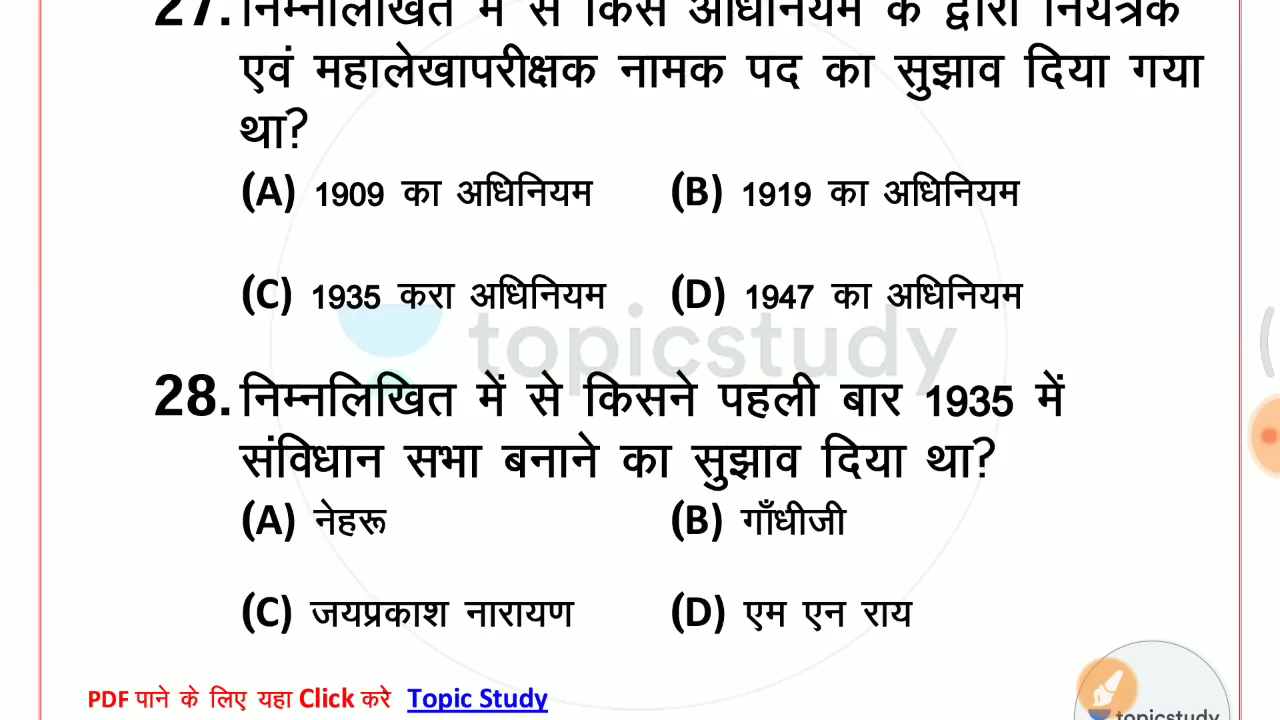 27. निम्नलिखित में से किस अधिनियम के द्वारा नियंत्रक
एवं महालेखापरीक्षक नामक पद का सुझाव दिया गया
था?
(A) 1909 का अधिनियम (B) 1919 का अधिनियम
(C) 1935 करा अधिनियम (D) 1947 का अधिनियम
topicstudy
28. निम्नलिखित में से किसने पहली बार 1935 में
संविधान सभा बनाने का सुझाव दिया था?
(A) नेहरू (B) गाँधीजी
(C) जयप्रकाश नारायण (D) एम एन राय
PDF पाने के लिए यहा Click करे Topic Study
topicstudy